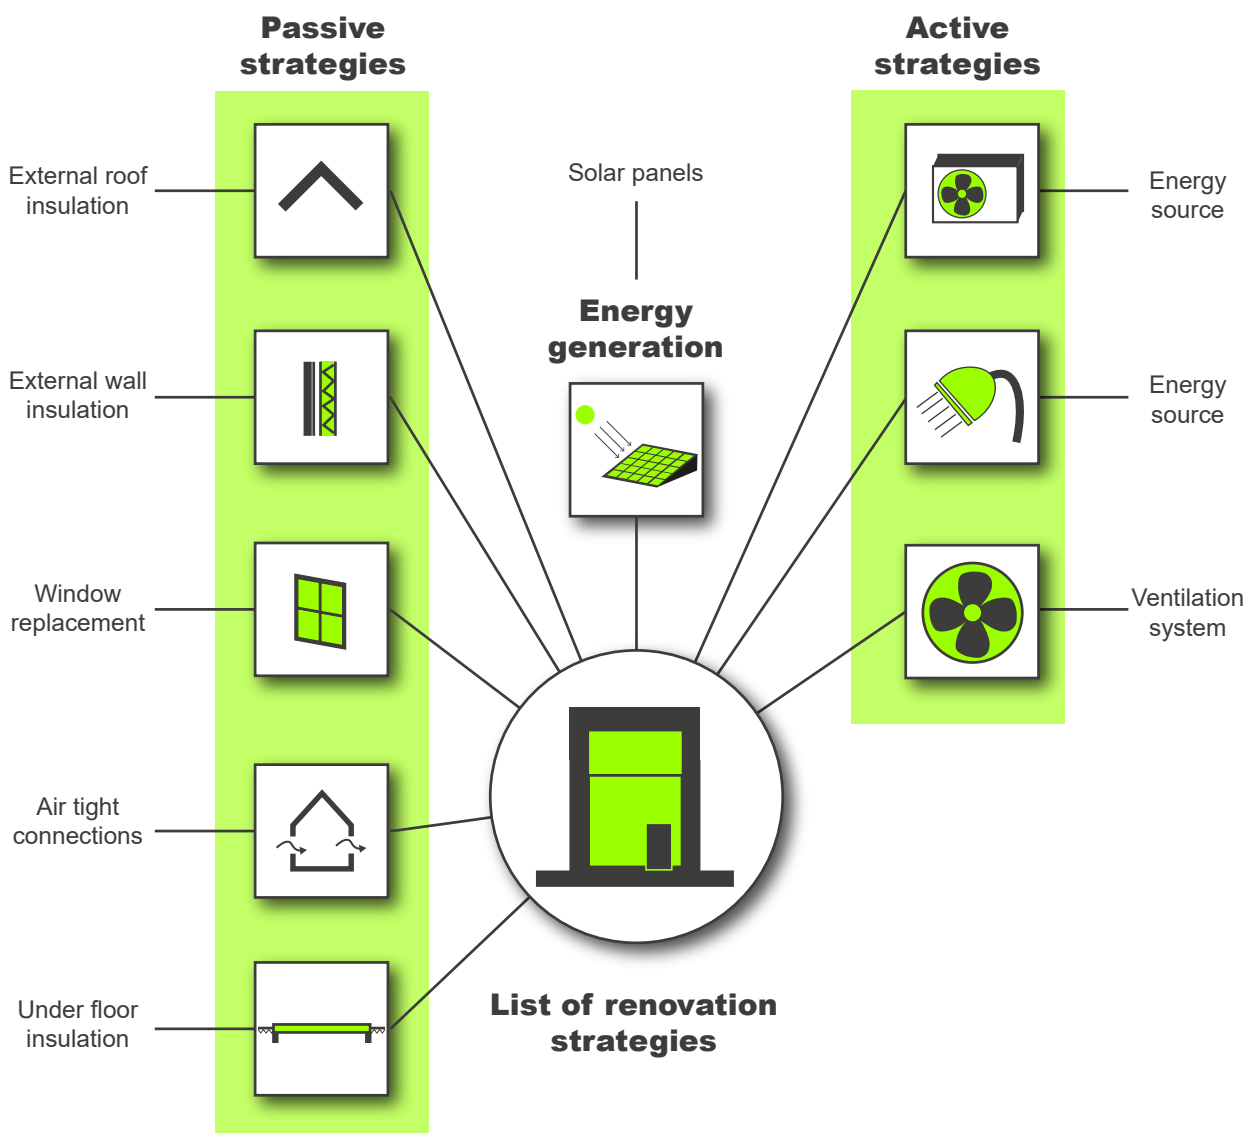 Passive
strategies
External roof
insulation
External wall
insulation
Window
replacement
Air tight
connections
Under floor
insulation
Solar panels
Energy
generation
Active
strategies
Energy
source
Energy
source
Ventilation
system
List of renovation
strategies